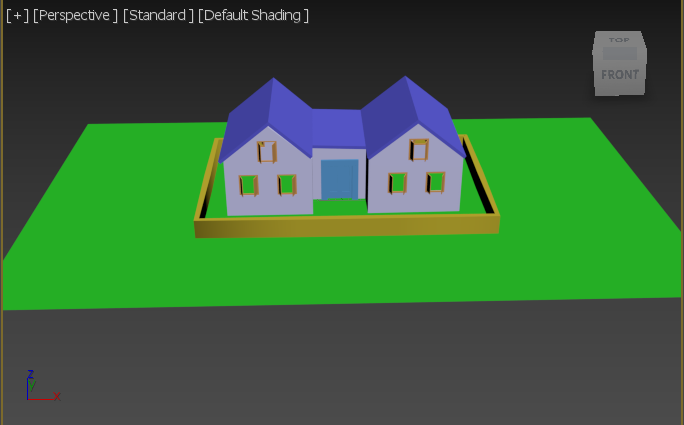 [+] [Perspective ] [Standard ] [Default Shading ]
TOP
FRONT
z
y
x